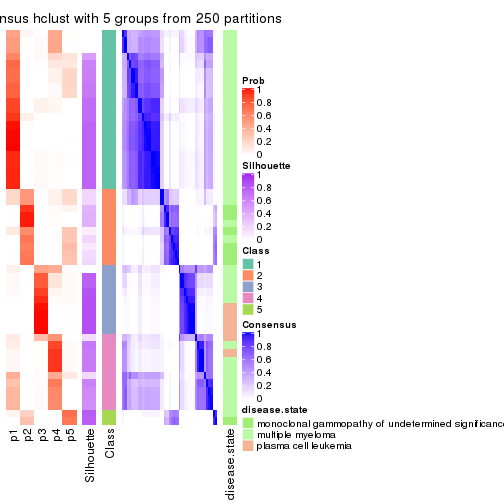 nsus hclust with 5 groups from 250 partitions
Prob
1
0.8
0.6
0.4
0.2
0
Silhouette
1
0.8
0.6
0.4
0.2
0
Class
1
2
3
4
5
Consensus
1
0.8
0.6
0.4
0.2
0
disease.state
monoclonal gammopathy of undetermined significance
multiple myeloma
plasma cell leukemia
p1
p2
p3
p4
p5
Silhouette
Class
disease.state